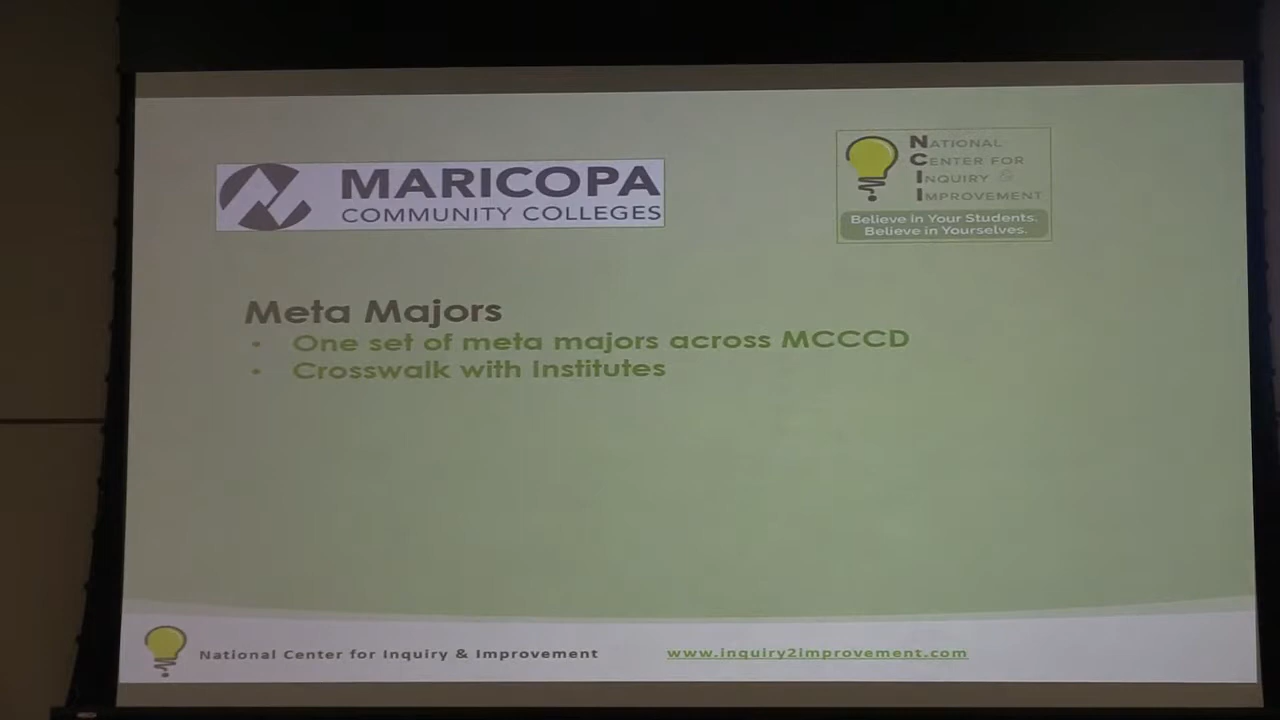 MARICOPA
COMMUNITY COLLEGES
NATIONAL
CENTER FOR
INQUIRY &
IMPROVEMENT
Believe in Your Students.
Believe in Yourselves.
Meta Majors
• One set of meta majors across MCCCD
• Crosswalk with Institutes
National Center for Inquiry & Improvement
www.inquiry2improvement.com